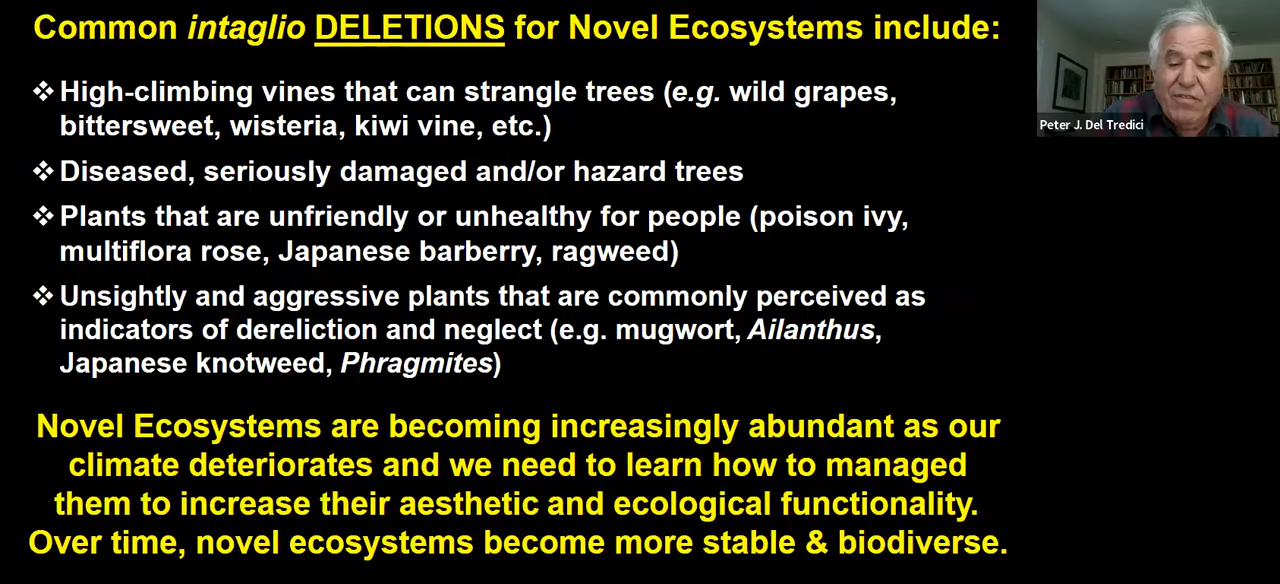 Common intaglio DELETIONS for Novel Ecosystems include:
❖ High-climbing vines that can strangle trees (e.g. wild grapes,
bittersweet, wisteria, kiwi vine, etc.)
❖ Diseased, seriously damaged and/or hazard trees
❖ Plants that are unfriendly or unhealthy for people (poison ivy,
multiflora rose, Japanese barberry, ragweed)
❖ Unsightly and aggressive plants that are commonly perceived as
indicators of dereliction and neglect (e.g. mugwort, Ailanthus,
Japanese knotweed, Phragmites)
Novel Ecosystems are becoming increasingly abundant as our
climate deteriorates and we need to learn how to managed
them to increase their aesthetic and ecological functionality.
Over time, novel ecosystems become more stable & biodiverse.
Peter J. Del Tredici